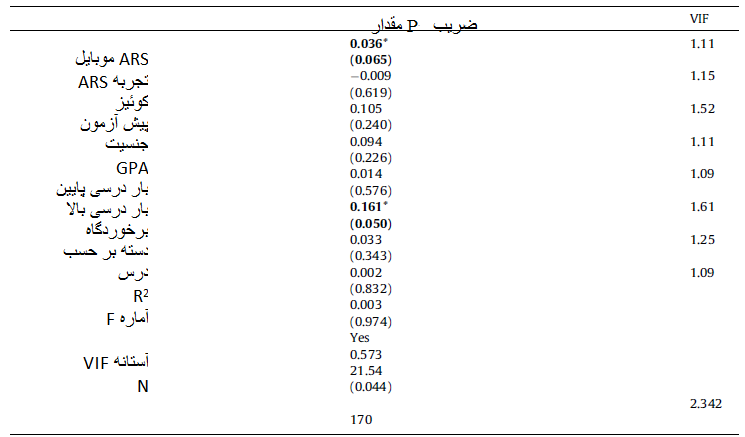 VIF ضریب P مقدار
0.036* 1.11
ARS موبایل (0.065)
−0.009 1.15
تجربه ARS (0.619)
کوئیز 0.105 1.52
پیش آزمون (0.240)
جنسیت 0.094 1.11
(0.226)
GPA 0.014 1.09
بار درسی پایین (0.576)
بار درسی بالا 0.161* 1.61
برخوردگاه (0.050)
0.033 1.25
دسته بر حسب (0.343)
درس 0.002 1.09
R² (0.832)
آماره F 0.003
(0.974)
Yes
آستانه VIF 0.573
21.54
N (0.044)
2.342
170